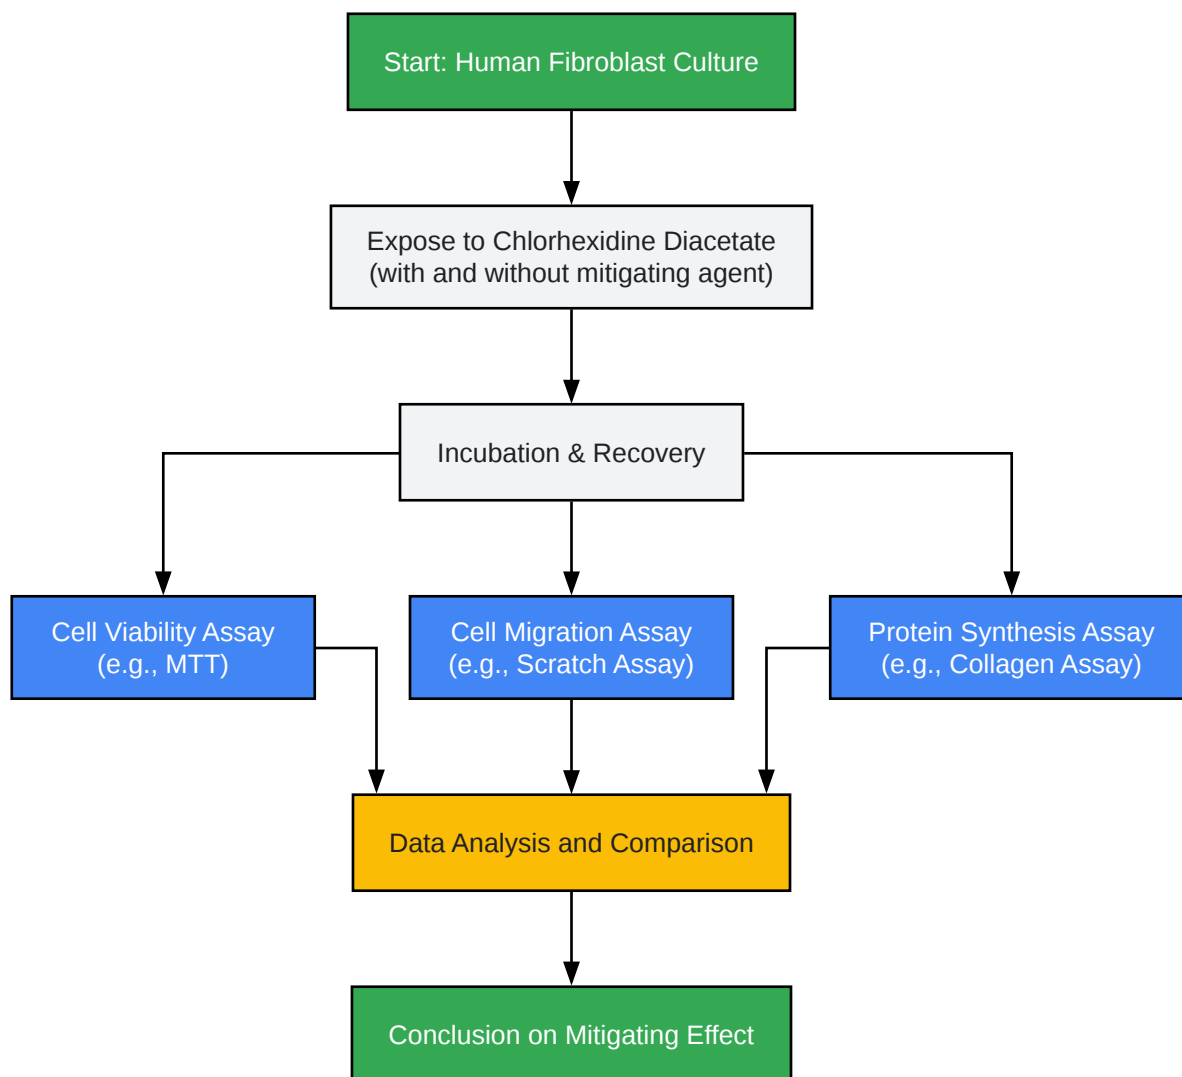 Start: Human Fibroblast Culture
Expose to Chlorhexidine Diacetate
(with and without mitigating agent)
Incubation & Recovery
Cell Viability Assay
(e.g., MTT)
Cell Migration Assay
(e.g., Scratch Assay)
Protein Synthesis Assay
(e.g., Collagen Assay)
Data Analysis and Comparison
Conclusion on Mitigating Effect